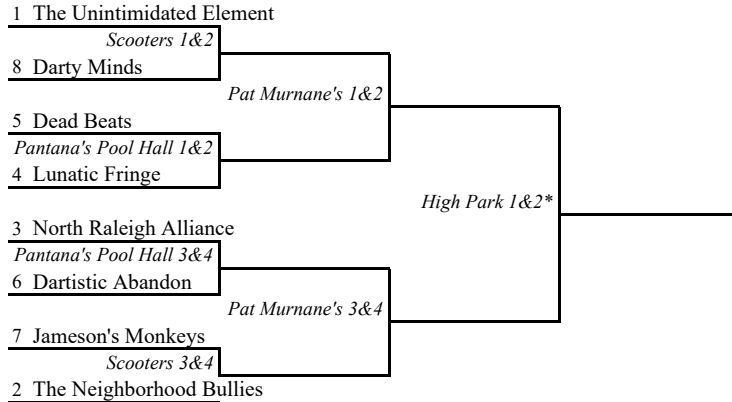 1 The Unintimidated Element
Scooters 1&2
8 Darty Minds
Pat Murnane's 1&2
5 Dead Beats
Pantana's Pool Hall 1&2
4 Lunatic Fringe
High Park 1&2*
3 North Raleigh Alliance
Pantana's Pool Hall 3&4
6 Dartistic Abandon
Pat Murnane's 3&4
7 Jameson's Monkeys
Scooters 3&4
2 The Neighborhood Bullies